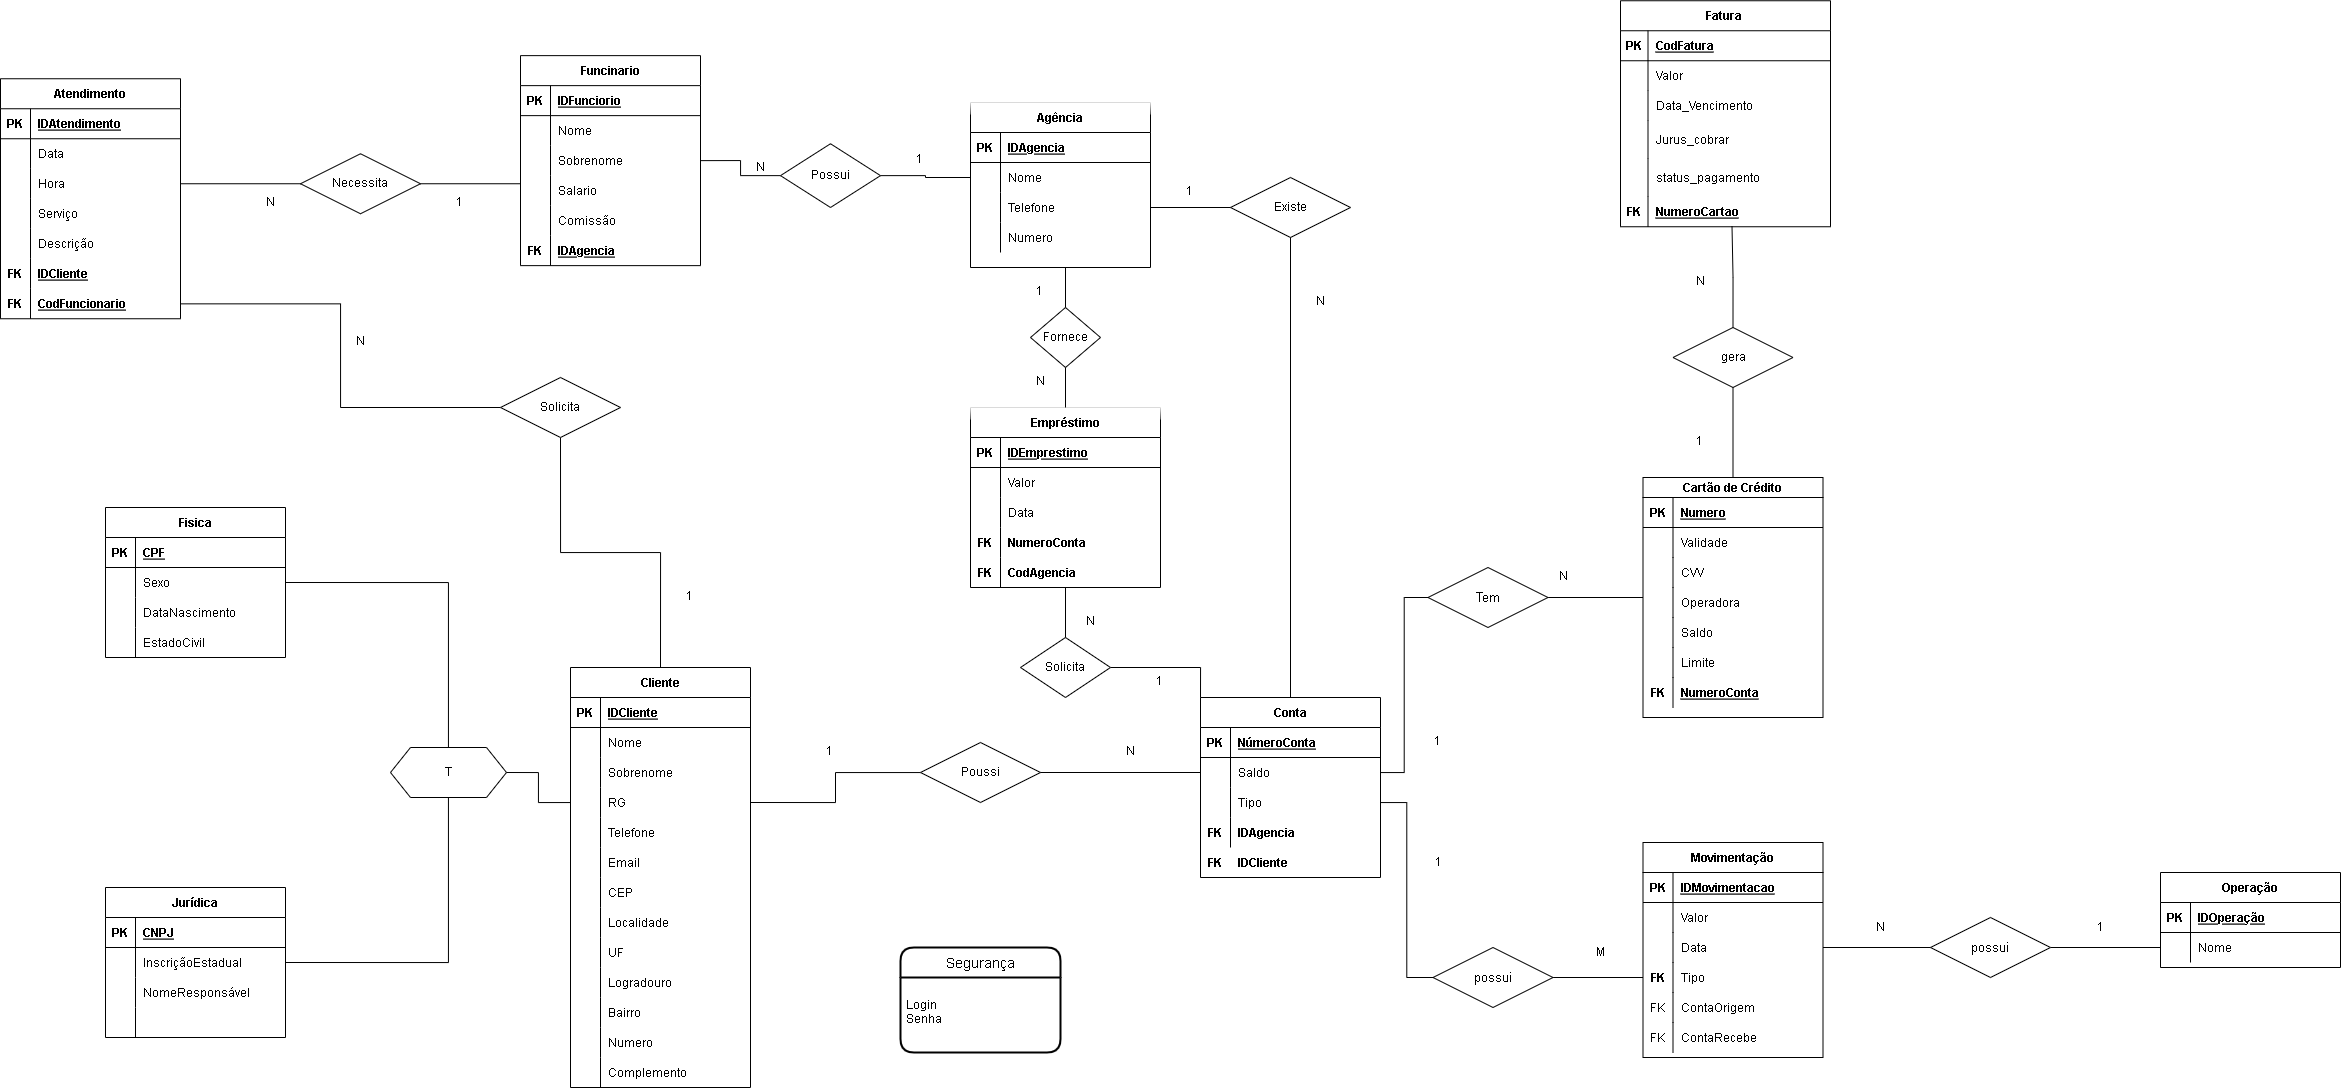 Fatura
PK CodFatura
Valor
Data_Vencimento
Jurus_cobrar
status_pagamento
FK NumeroCartao
Funcinario
PK IDFunciorio
Nome
Sobrenome
Salario
Comissão
FK IDAgencia
Atendimento
PK IDAtendimento
Data
Hora
Serviço
Descrição
FK IDCliente
FK CodFuncionario
N
Necessita
1
N
Possui
1
Agência
PK IDAgencia
Nome
Telefone
Numero
1
Existe
N
1
Fornece
N
N
gera
1
N
Solicita
1
Empréstimo
PK IDEmprestimo
Valor
Data
FK NumeroConta
FK CodAgencia
N
Solicita
1
Cartão de Crédito
PK Numero
Validade
CVV
Operadora
Saldo
Limite
FK NumeroConta
Tem
N
1
Fisica
PK CPF
Sexo
DataNascimento
EstadoCivil
T
Jurídica
PK CNPJ
InscriçãoEstadual
NomeResponsável
Cliente
PK IDCliente
Nome
Sobrenome
RG
Telefone
Email
CEP
Localidade
UF
Logradouro
Bairro
Numero
Complemento
1
Poussi
N
Conta
PK NúmeroConta
Saldo
Tipo
FK IDAgencia
FK IDCliente
1
possui
M
Movimentação
PK IDMovimentacao
Valor
Data
FK Tipo
FK ContaOrigem
FK ContaRecebe
N
possui
1
Operação
PK IDOperação
Nome
Segurança
Login
Senha